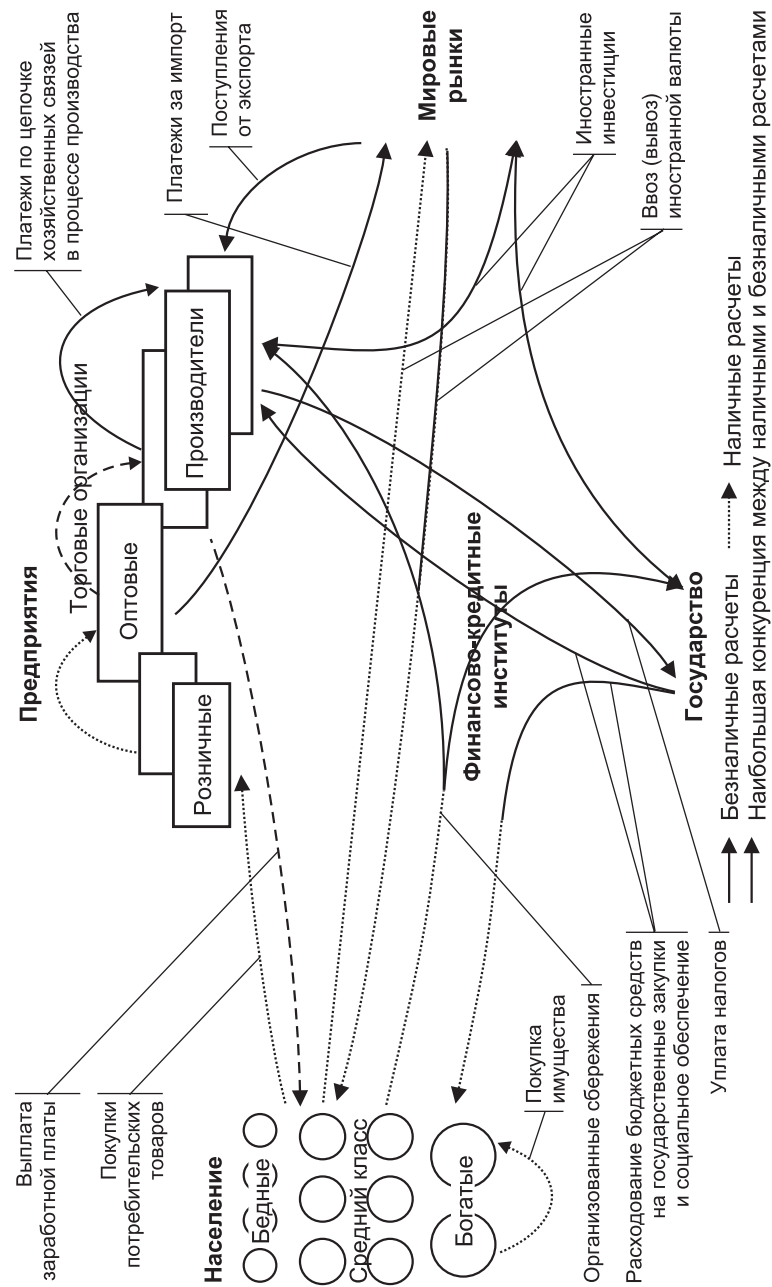 Выплата
заработной платы
Покупки
потребительских
товаров
Население
Бедные
Средний класс
Богатые
Покупка
имущества
Организованные сбережения
Расходование бюджетных средств
на государственные закупки
и социальное обеспечение
Уплата налогов
Предприятия
Розничные
Оптовые
Торговые организации
Производители
Финансово-кредитные
институты
Государство
Платежи по цепочке
хозяйственных связей
в процессе производства
Платежи за импорт
Поступления
от экспорта
Мировые
рынки
Иностранные
инвестиции
Ввоз (вывоз)
иностранной валюты
Безналичные расчеты
Наличные расчеты
Наибольшая конкуренция между наличными и безналичными расчетами